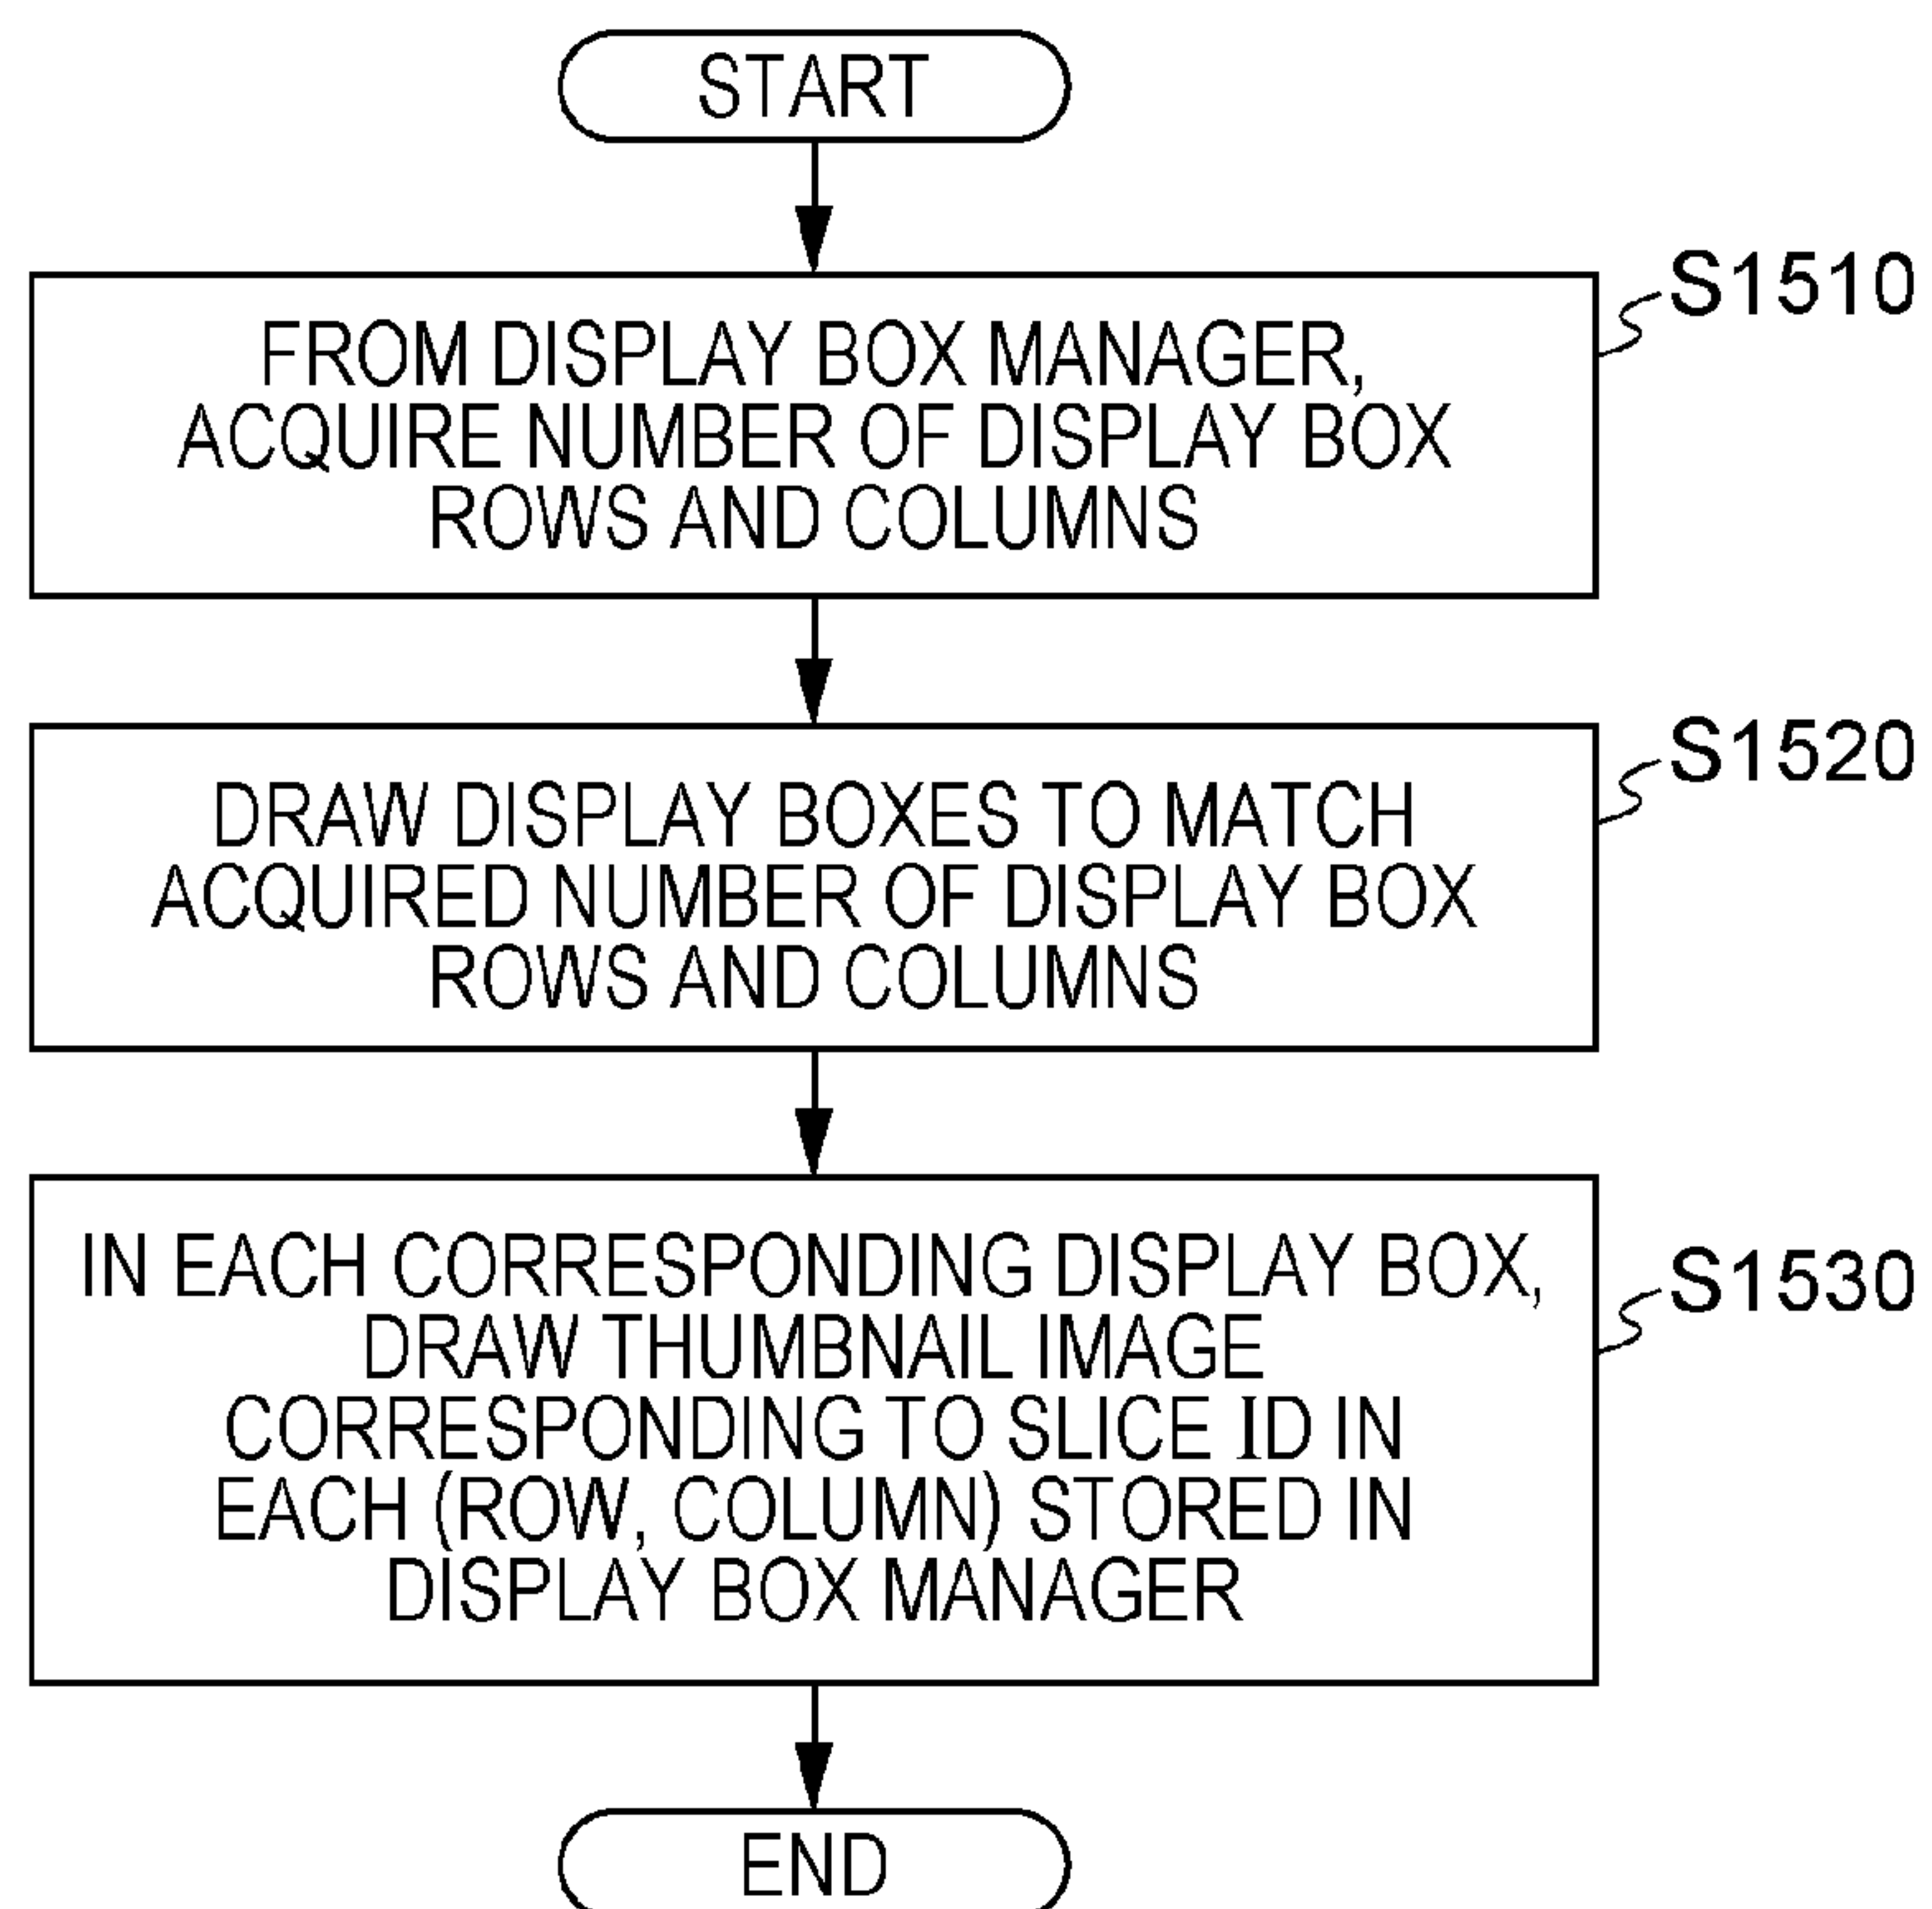 START
S1510
FROM DISPLAY BOX MANAGER,
ACQUIRE NUMBER OF DISPLAY BOX
ROWS AND COLUMNS
S1520
DRAW DISPLAY BOXES TO MATCH
ACQUIRED NUMBER OF DISPLAY BOX
ROWS AND COLUMNS
S1530
IN EACH CORRESPONDING DISPLAY BOX,
DRAW THUMBNAIL IMAGE
CORRESPONDING TO SLICE ID IN
EACH (ROW, COLUMN) STORED IN
DISPLAY BOX MANAGER
END